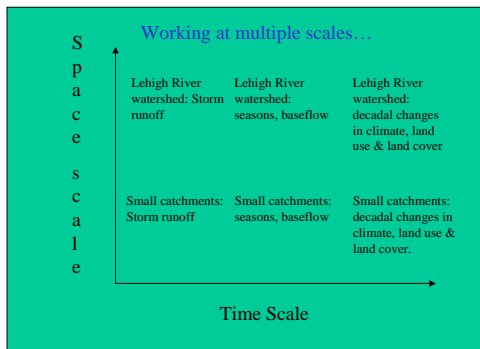 Working at multiple scales…
Space scale
Lehigh River
watershed: Storm
runoff
Lehigh River
watershed:
seasons, baseflow
Lehigh River
watershed:
decadal changes
in climate, land
use & land cover
Small catchments:
Storm runoff
Small catchments:
seasons, baseflow
Small catchments:
decadal changes in
climate, land use &
land cover.
Time Scale